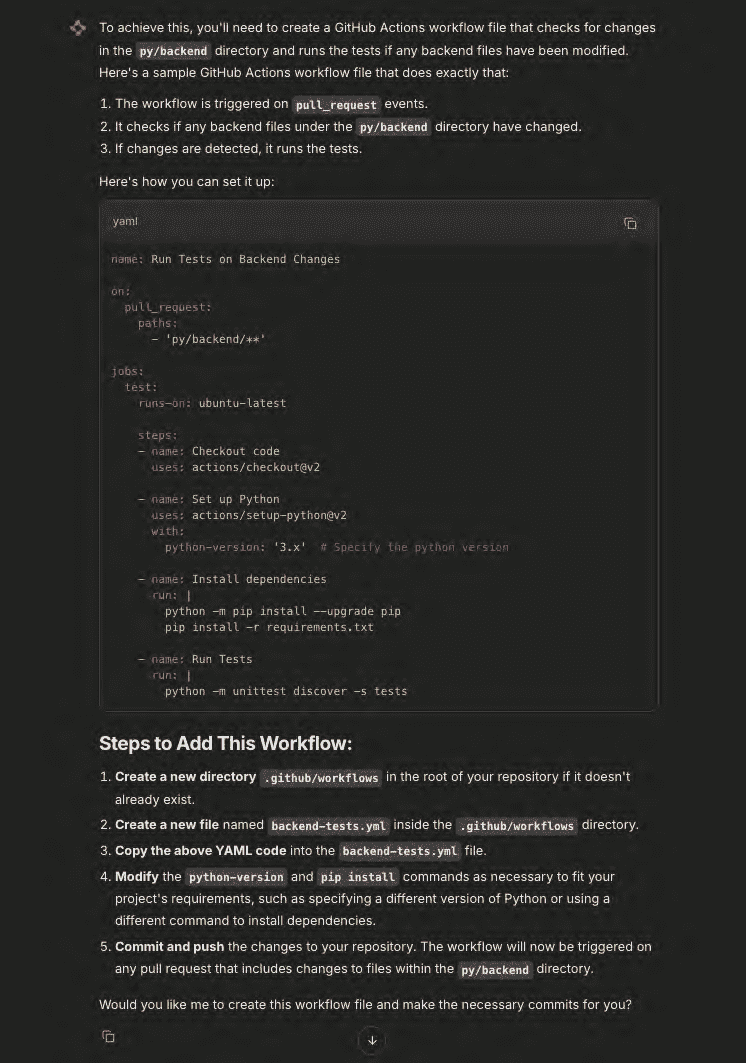 To achieve this, you'll need to create a GitHub Actions workflow file that checks for changes
in the py/backend directory and runs the tests if any backend files have been modified.
Here's a sample GitHub Actions workflow file that does exactly that:
1. The workflow is triggered on pull_request events.
2. It checks if any backend files under the py/backend directory have changed.
3. If changes are detected, it runs the tests.
Here's how you can set it up:
yaml
name: Run Tests on Backend Changes
on:
  pull_request:
    paths:
      - 'py/backend/**'
jobs:
  test:
    runs-on: ubuntu-latest
    steps:
    - name: Checkout code
      uses: actions/checkout@v2
    - name: Set up Python
      uses: actions/setup-python@v2
      with:
        python-version: '3.x'  # Specify the python version
    - name: Install dependencies
      run: |
        python -m pip install --upgrade pip
        pip install -r requirements.txt
    - name: Run Tests
      run: |
        python -m unittest discover -s tests
Steps to Add This Workflow:
1. Create a new directory .github/workflows in the root of your repository if it doesn't
already exist.
2. Create a new file named backend-tests.yml inside the .github/workflows directory.
3. Copy the above YAML code into the backend-tests.yml file.
4. Modify the python-version and pip install commands as necessary to fit your
project's requirements, such as specifying a different version of Python or using a
different command to install dependencies.
5. Commit and push the changes to your repository. The workflow will now be triggered on
any pull request that includes changes to files within the py/backend directory.
Would you like me to create this workflow file and make the necessary commits for you?